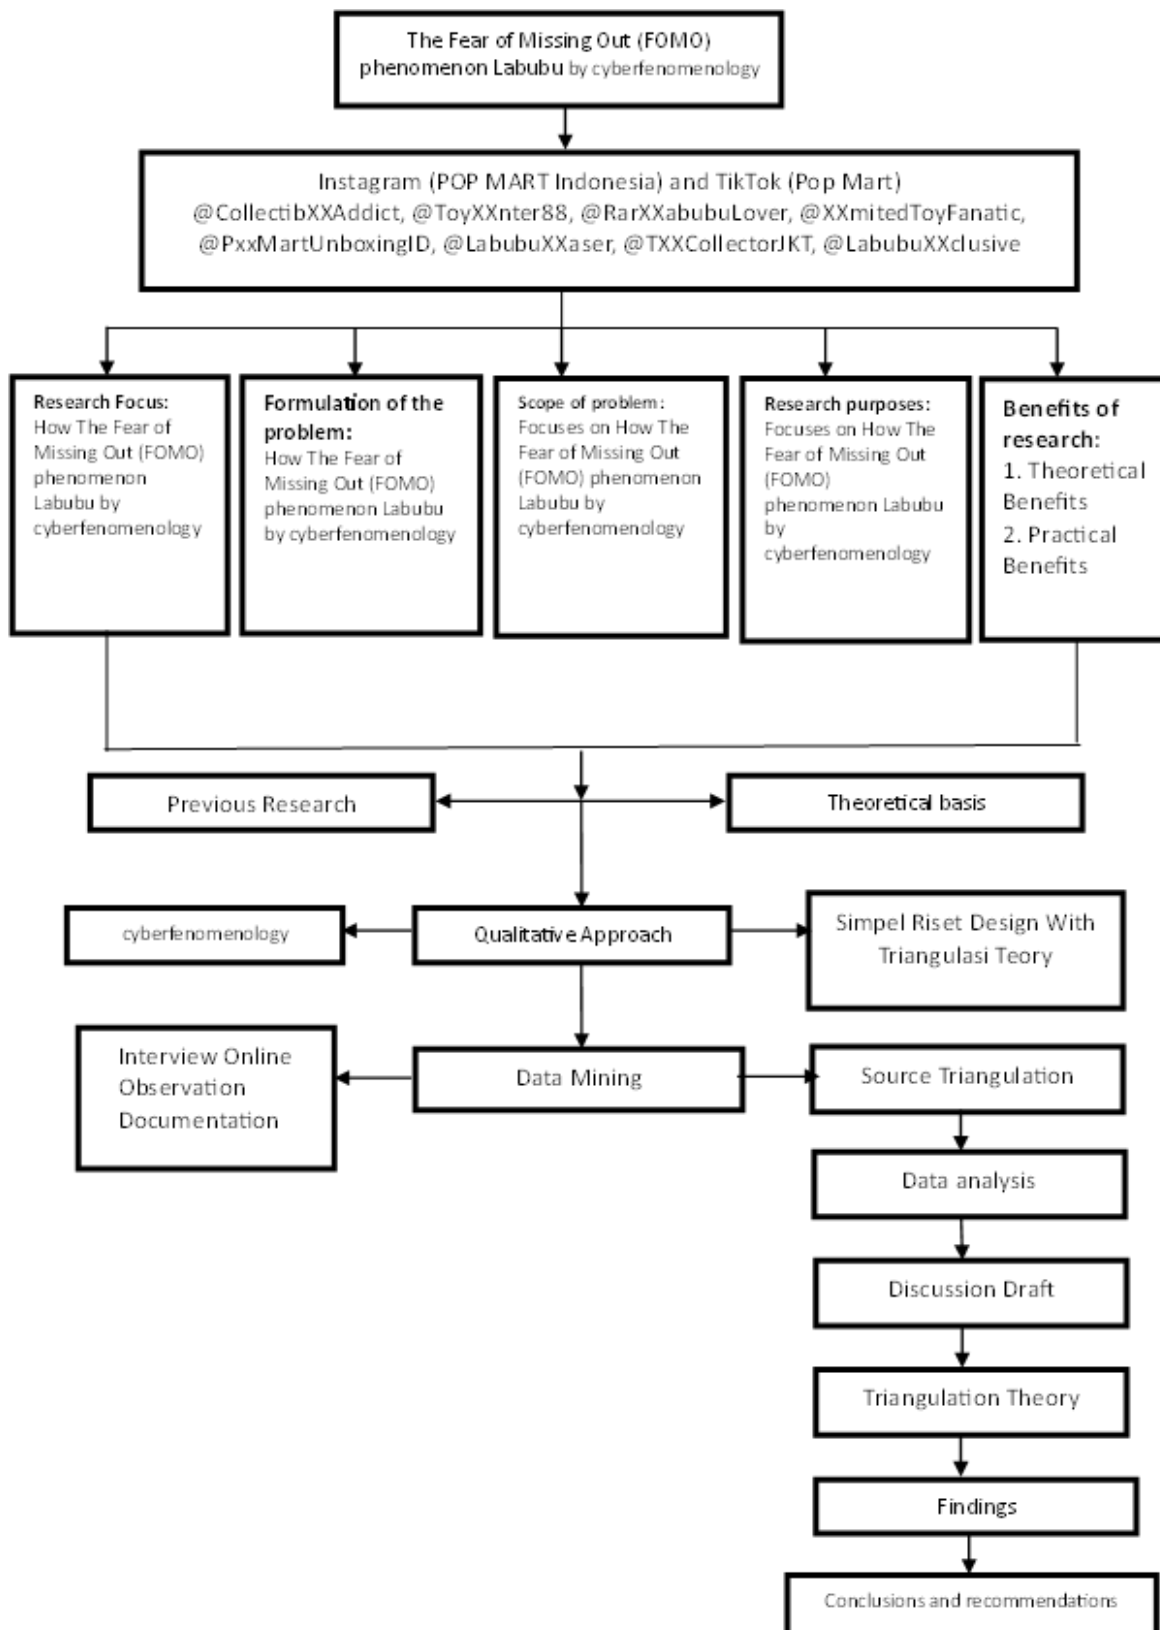 The Fear of Missing Out (FOMO)
phenomenon Labubu by cyberfenomenology
Instagram (POP MART Indonesia) and TikTok (Pop Mart)
@CollectibXXAddict, @ToyXXnter88, @RarXXabubuLover, @XXmitedToyFanatic,
@PxxMartUnboxingID, @LabubuXXaser, @TXXCollectorJKT, @LabubuXXclusive
Research Focus:
How The Fear of
Missing Out (FOMO)
phenomenon
Labubu by
cyberfenomenology
Formulation of the
problem:
How The Fear of
Missing Out (FOMO)
phenomenon Labubu
by cyberfenomenology
Scope of problem:
Focuses on How The
Fear of Missing Out
(FOMO) phenomenon
Labubu by
cyberfenomenology
Research purposes:
Focuses on How The
Fear of Missing Out
(FOMO)
phenomenon Labubu
by
cyberfenomenology
Benefits of
research:
1. Theoretical
Benefits
2. Practical
Benefits
Previous Research
Theoretical basis
cyberfenomenology
Qualitative Approach
Simpel Riset Design With
Triangulasi Teory
Interview Online
Observation
Documentation
Data Mining
Source Triangulation
Data analysis
Discussion Draft
Triangulation Theory
Findings
Conclusions and recommendations